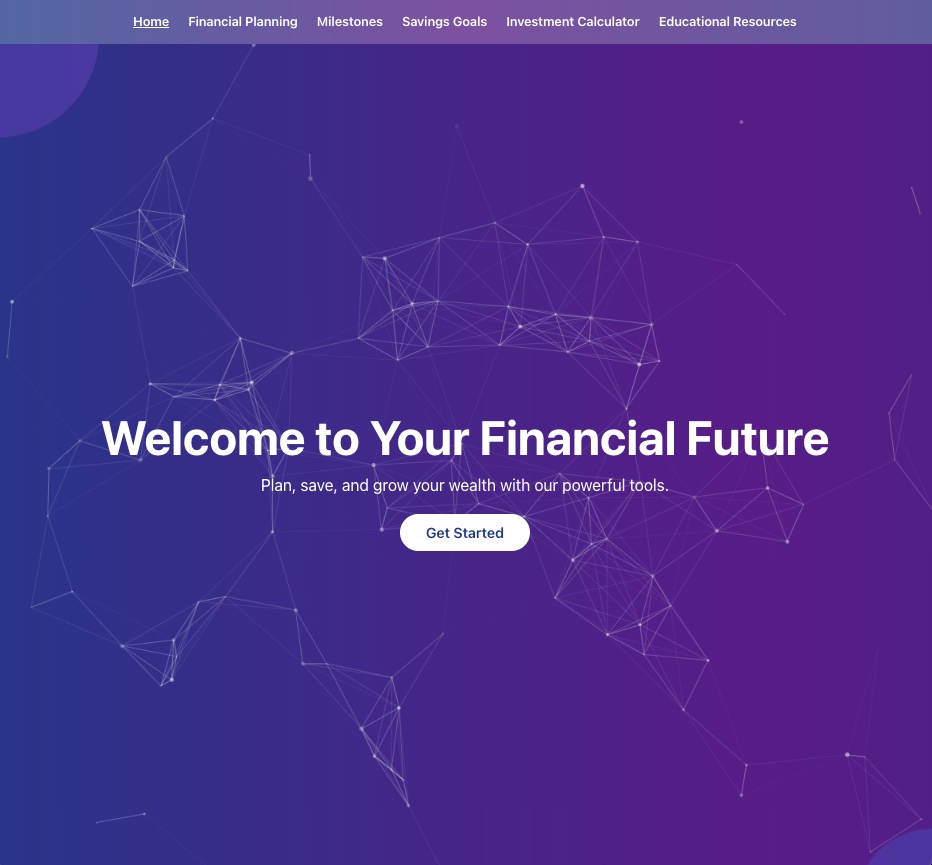 Home Financial Planning Milestones Savings Goals Investment Calculator Educational Resources
Welcome to Your Financial Future
Plan, save, and grow your wealth with our powerful tools.
Get Started